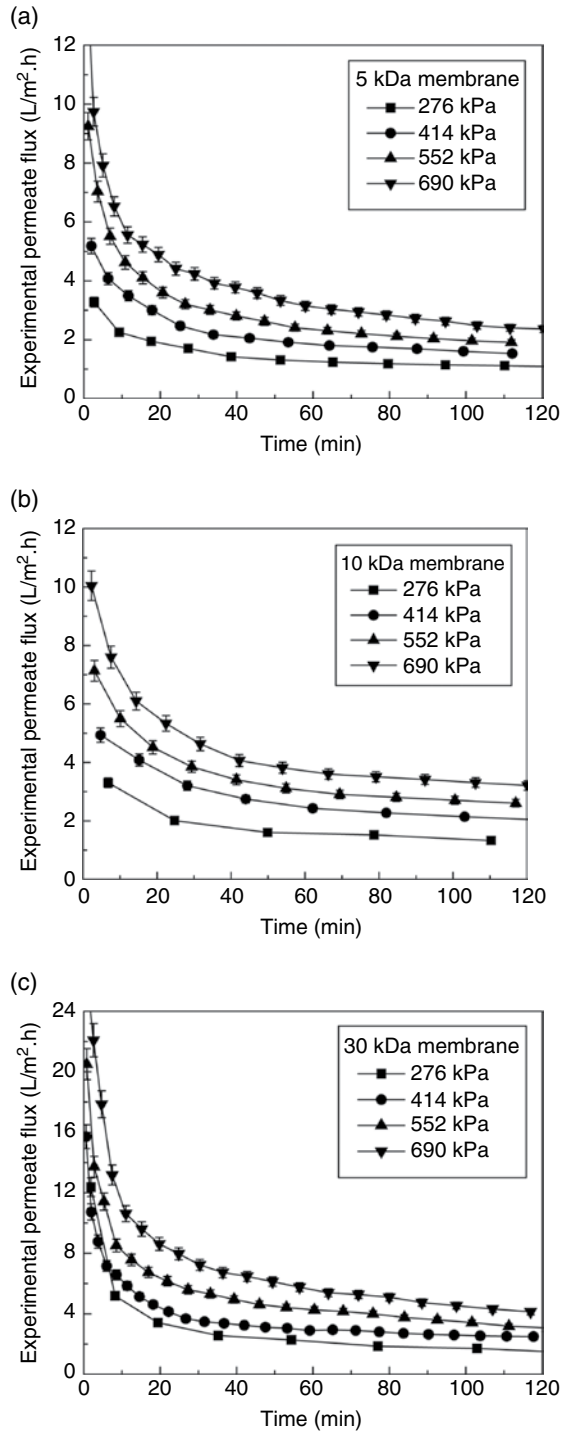 (a)
Experimental permeate flux (L/m².h)
12
10
8
6
4
2
0
5 kDa membrane
276 kPa
414 kPa
552 kPa
690 kPa
0 20 40 60 80 100 120
Time (min)
(b)
Experimental permeate flux (L/m².h)
12
10
8
6
4
2
0
10 kDa membrane
276 kPa
414 kPa
552 kPa
690 kPa
0 20 40 60 80 100 120
Time (min)
(c)
Experimental permeate flux (L/m².h)
24
20
16
12
8
4
0
30 kDa membrane
276 kPa
414 kPa
552 kPa
690 kPa
0 20 40 60 80 100 120
Time (min)